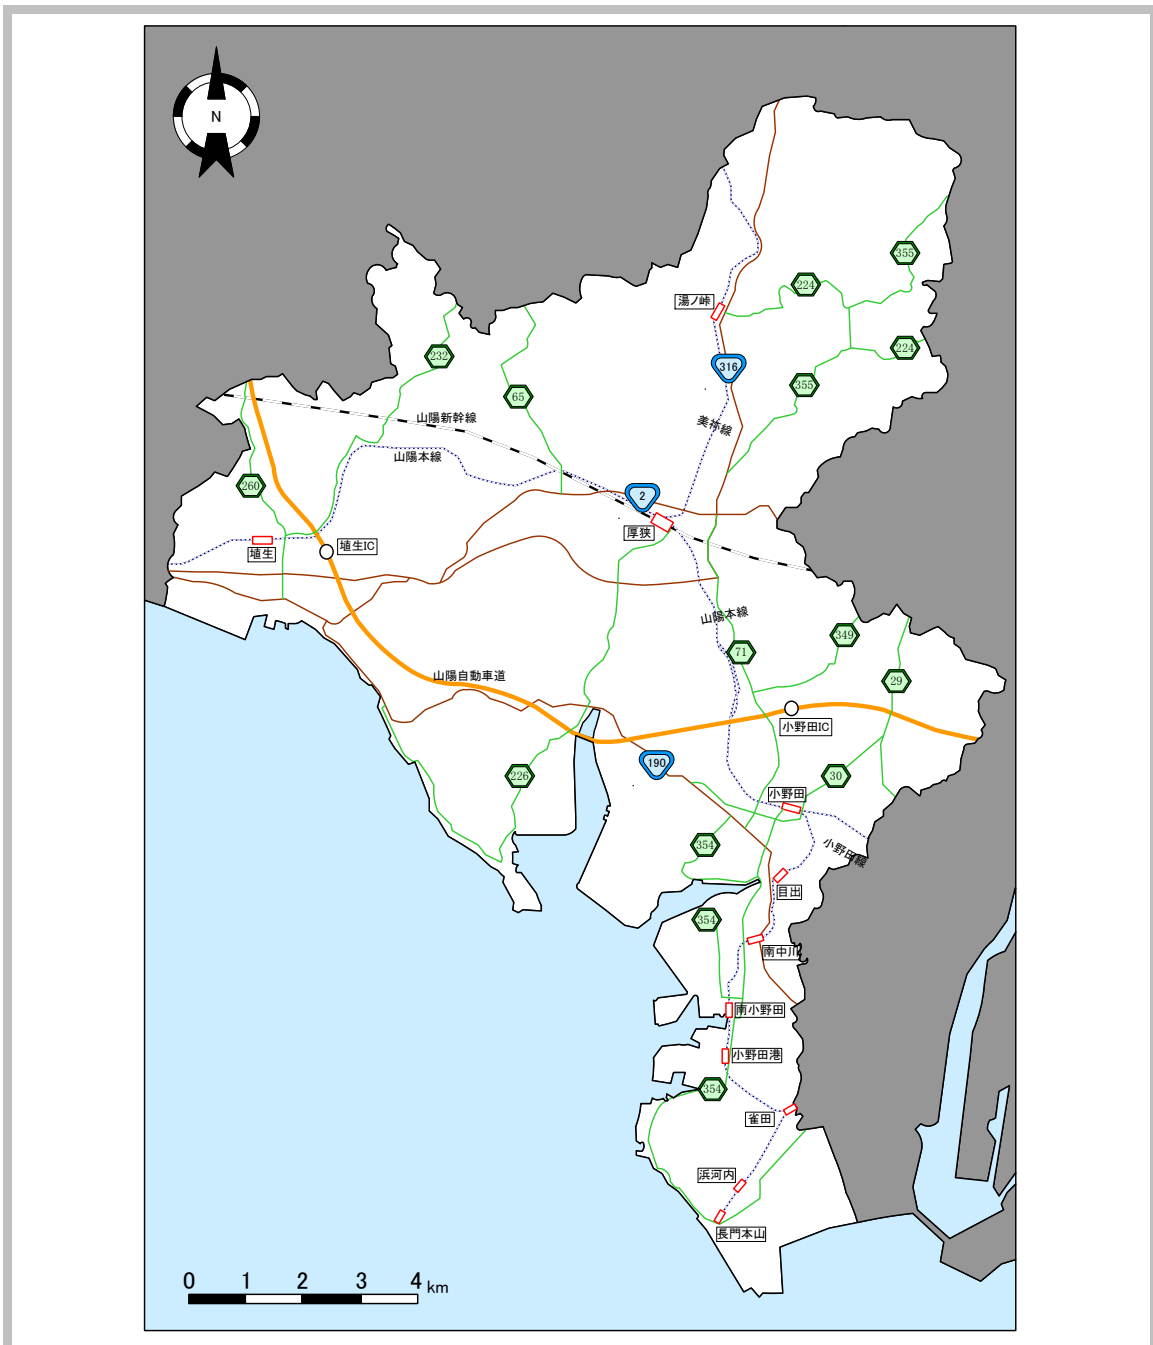 N
355
224
湯ノ峠
224
232
316
355
65
山陽新幹線
美祢線
山陽本線
260
2
厚狭
埴生
埴生IC
山陽本線
349
71
山陽自動車道
29
小野田IC
190
226
30
小野田
354
小野田線
目出
354
南中川
南小野田
小野田港
354
雀田
浜河内
長門本山
0 1 2 3 4 km